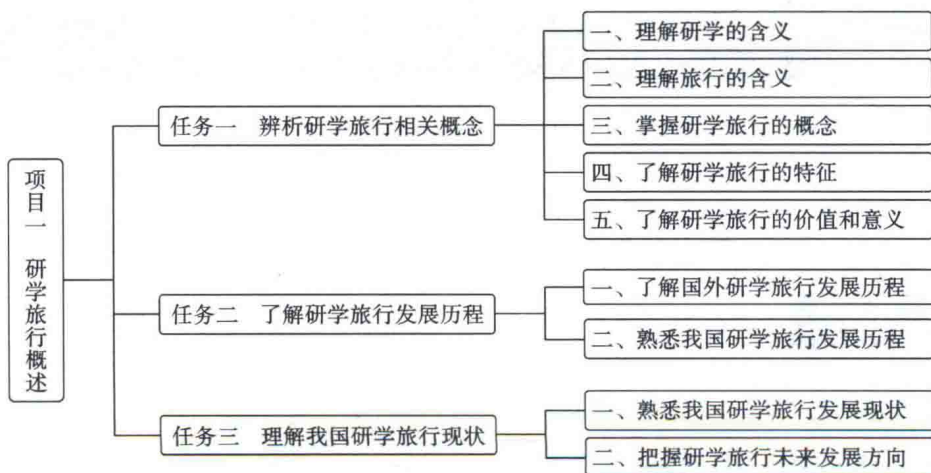 项目一 研学旅行概述
任务一 辨析研学旅行相关概念
一、理解研学的含义
二、理解旅行的含义
三、掌握研学旅行的概念
四、了解研学旅行的特征
五、了解研学旅行的价值和意义
任务二 了解研学旅行发展历程
一、了解国外研学旅行发展历程
二、熟悉我国研学旅行发展历程
任务三 理解我国研学旅行现状
一、熟悉我国研学旅行发展现状
二、把握研学旅行未来发展方向